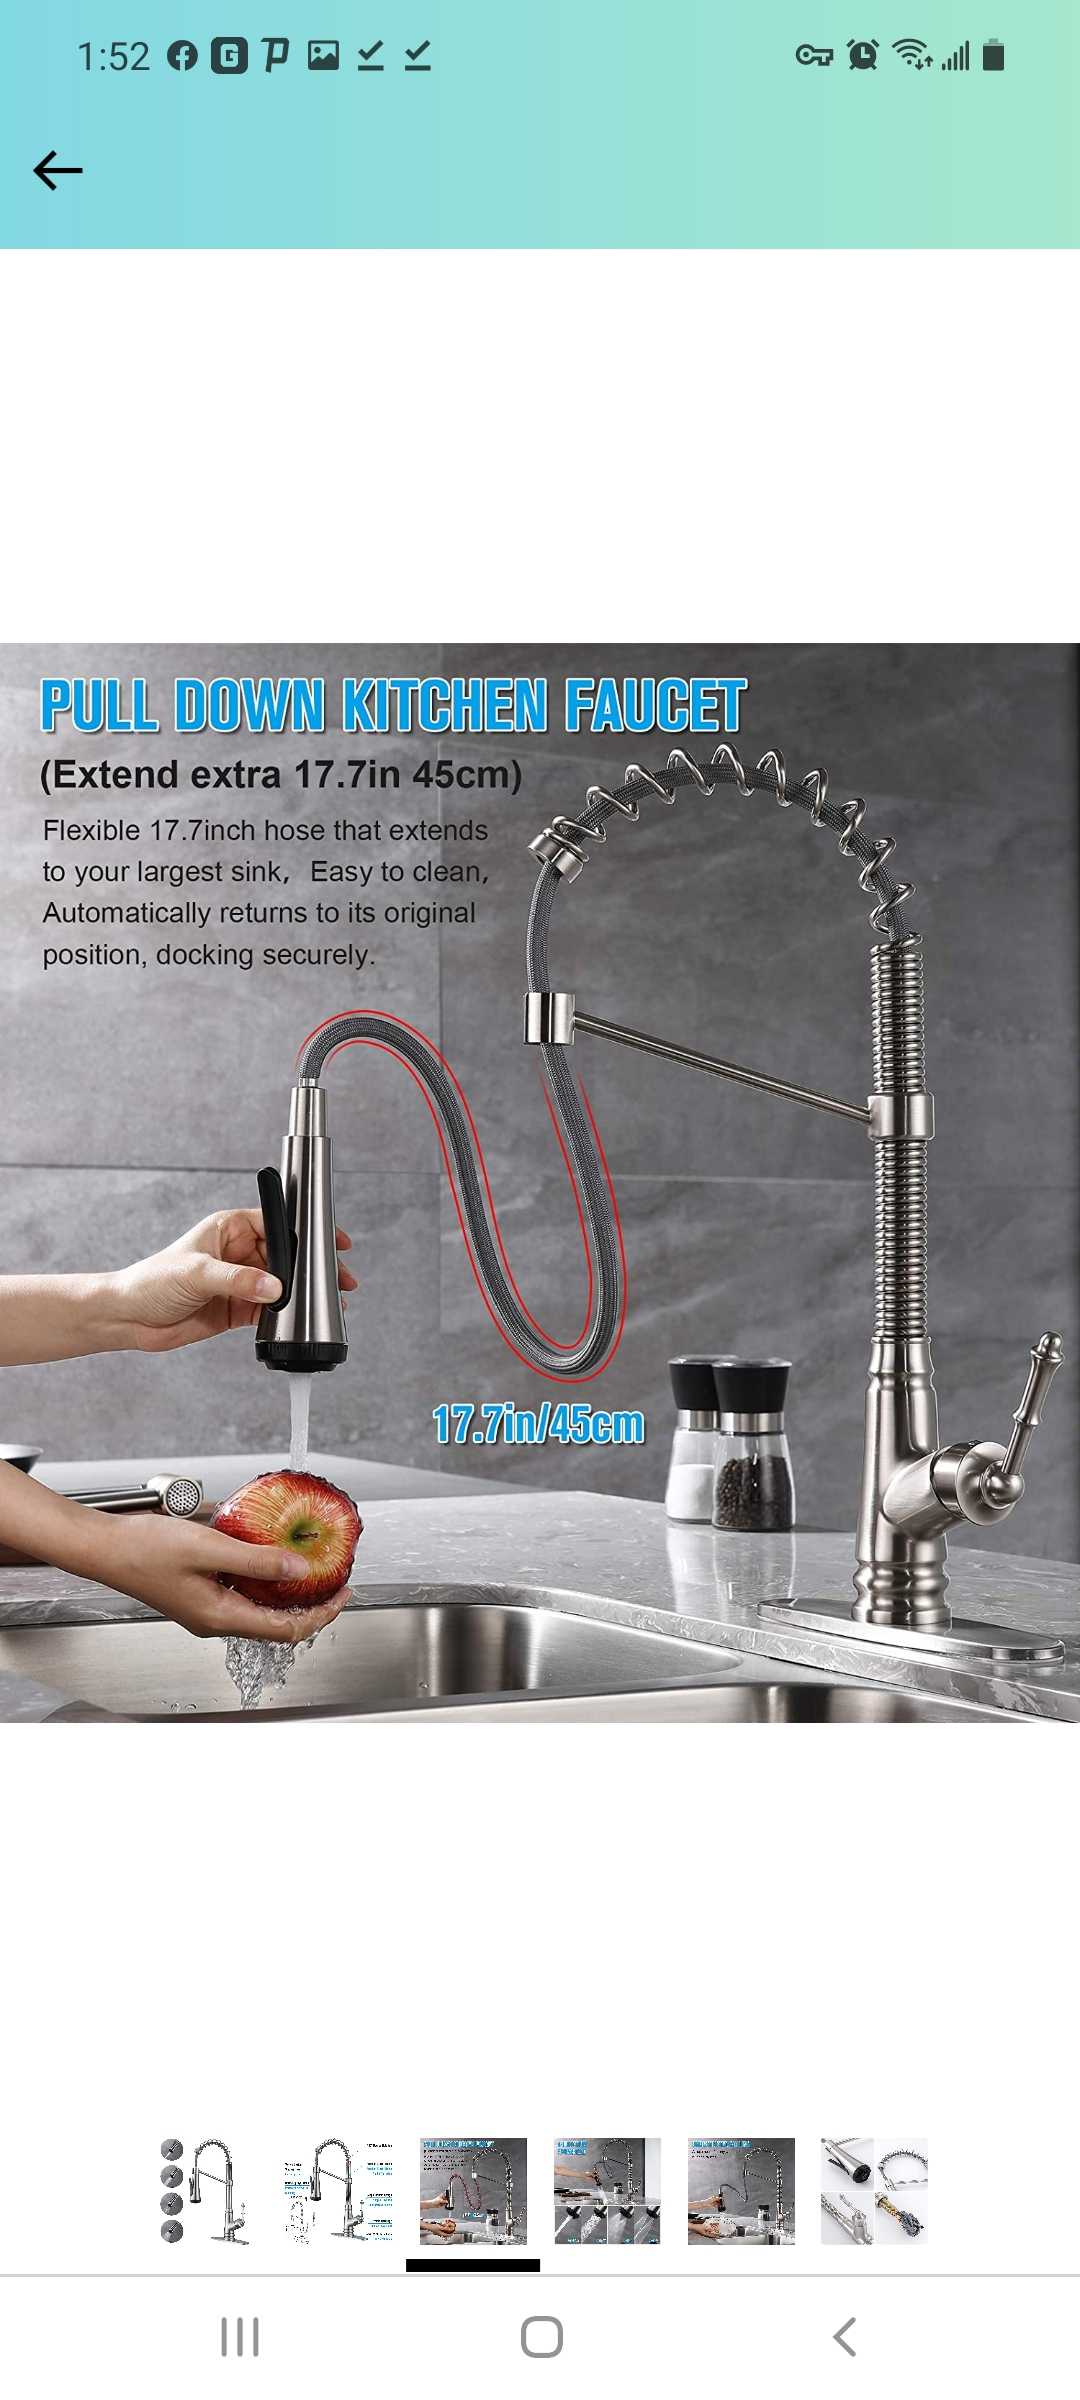 1:52
PULL DOWN KITCHEN FAUCET
(Extend extra 17.7in 45cm)
Flexible 17.7inch hose that extends
to your largest sink, Easy to clean,
Automatically returns to its original
position, docking securely.
17.7in/45cm